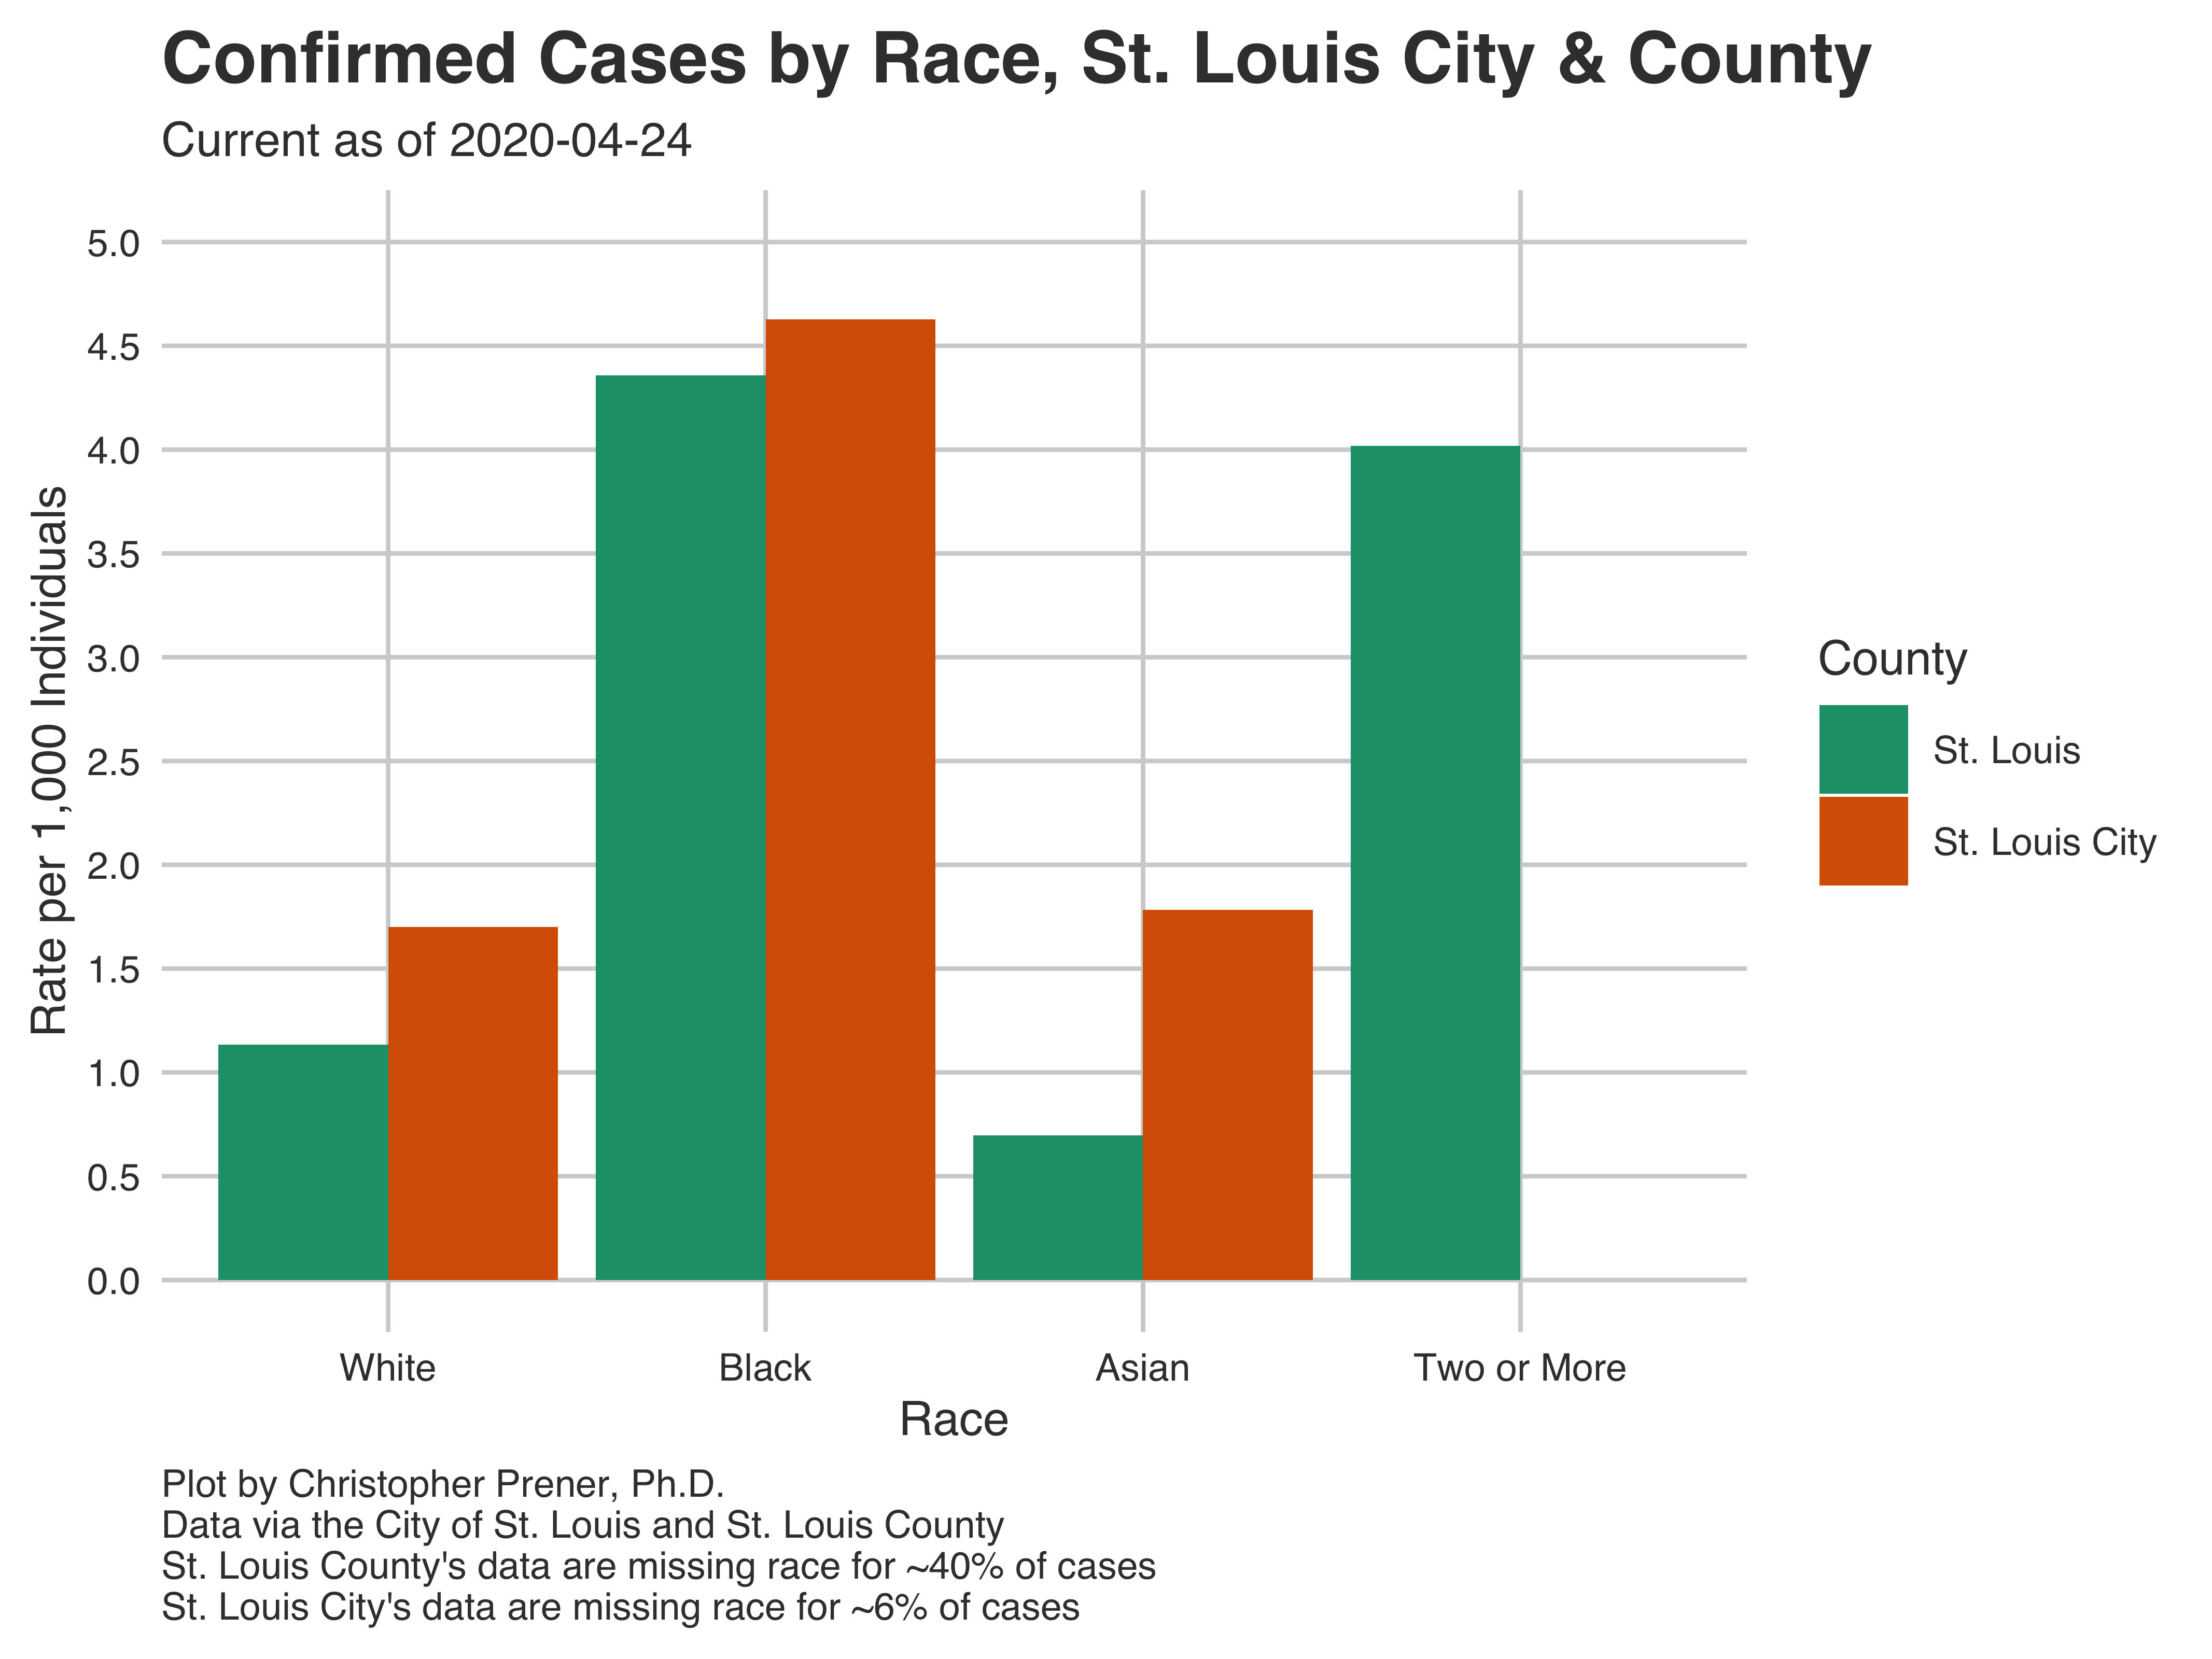 Confirmed Cases by Race, St. Louis City & County
Current as of 2020-04-24
5.0
4.5
4.0
3.5
3.0
2.5
2.0
1.5
1.0
0.5
0.0
Rate per 1,000 Individuals
White
Black
Asian
Two or More
Race
County
St. Louis
St. Louis City
Plot by Christopher Prener, Ph.D.
Data via the City of St. Louis and St. Louis County
St. Louis County's data are missing race for ~40% of cases
St. Louis City's data are missing race for ~6% of cases